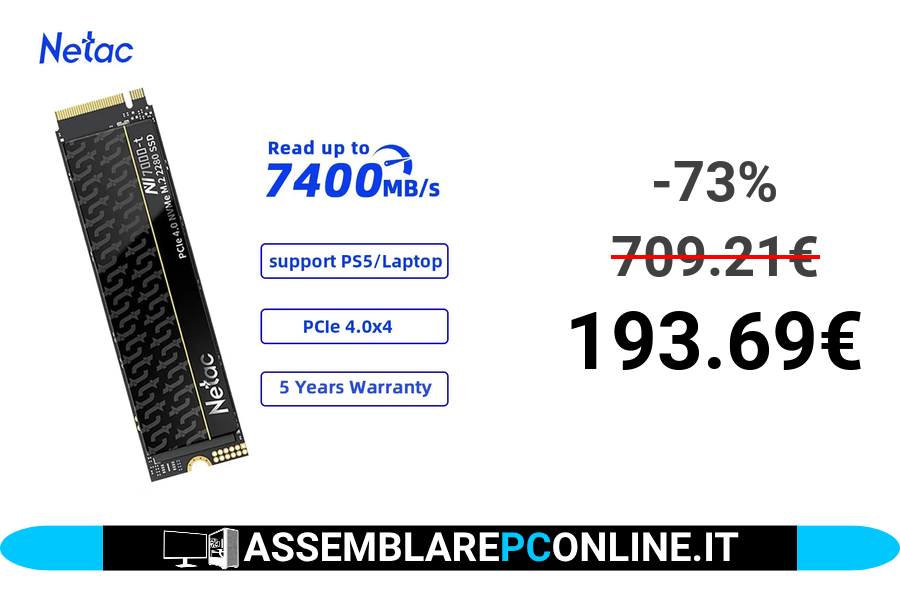 Netac
NV7000-t
PCIe 4.0 NVMe M.2 2280 SSD
Netac
Read up to
7400MB/s
support PS5/Laptop
PCIe 4.0x4
5 Years Warranty
-73%
709.21€
193.69€
ASSEMBLAREPCONLINE.IT